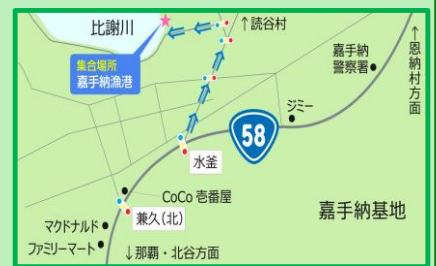 比謝川
↑読谷村
集合場所
嘉手納漁港
嘉手納
警察署
↑恩納村方面
ジミー
58
水釜
CoCo 壱番屋
兼久(北)
嘉手納基地
マクドナルド
ファミリーマート
↓那覇・北谷方面